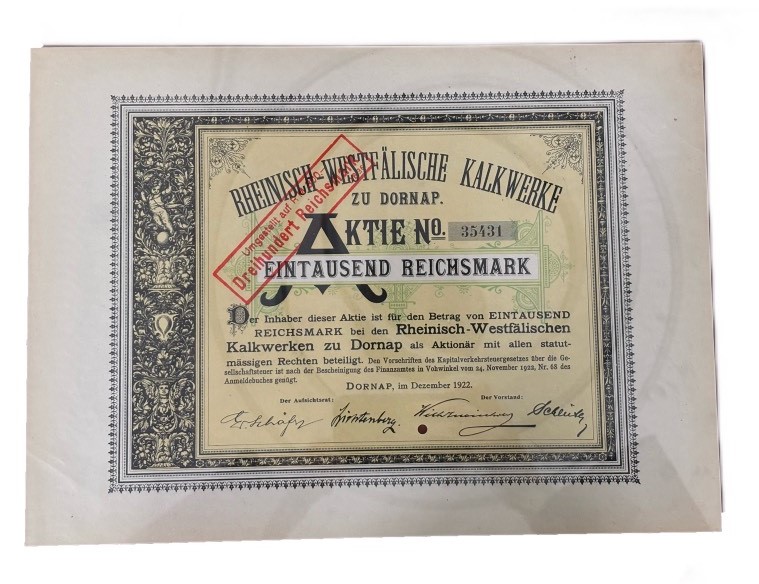 RHEINISCH-WESTFÄLISCHE KALKWERKE
ZU DORNAP.
AKTIE No. 35431
EINTAUSEND REICHSMARK
Umgestellt auf
Dreihundert Reichsmark
Der Inhaber dieser Aktie ist für den Betrag von EINTAUSEND
REICHSMARK bei den Rheinisch-Westfälischen
Kalkwerken zu Dornap als Aktionär mit allen statut-
mässigen Rechten beteiligt. Den Vorschriften des Kapitalverkehrsteuergesetzes über die Ge-
sellschaftsteuer ist nach der Bescheinigung des Finanzamtes in Vohwinkel vom 24. November 1922, Nr. 68 des
Anmeldebuches genügt.
DORNAP, im Dezember 1922.
Der Aufsichtsrat: Der Vorstand: